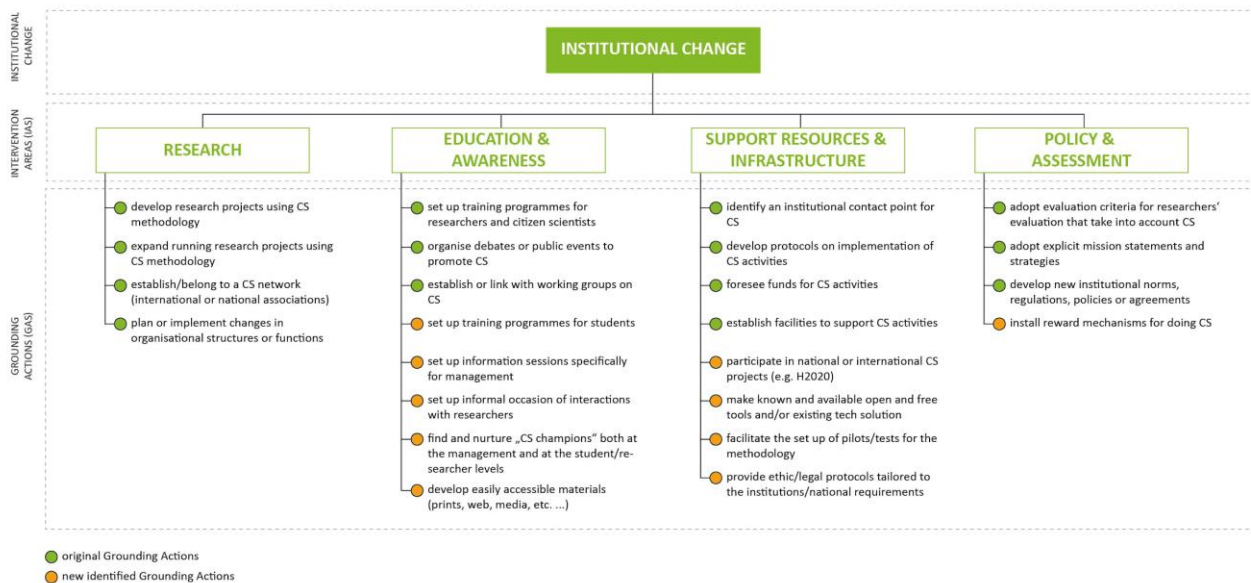 INSTITUTIONAL
CHANGE
INSTITUTIONAL CHANGE
INTERVENTION
AREAS (IAS)
RESEARCH
EDUCATION &
AWARENESS
SUPPORT RESOURCES &
INFRASTRUCTURE
POLICY &
ASSESSMENT
GROUNDING
ACTIONS (GAS)
develop research projects using CS
methodology
expand running research projects using
CS methodology
establish/belong to a CS network
(international or national associations)
plan or implement changes in
organisational structures or functions
set up training programmes for
researchers and citizen scientists
organise debates or public events to
promote CS
establish or link with working groups on
CS
set up training programmes for students
set up information sessions specifically
for management
set up informal occasion of interactions
with researchers
find and nurture „CS champions“ both at
the management and at the student/re-
searcher levels
develop easily accessible materials
(prints, web, media, etc. ...)
identify an institutional contact point for
CS
develop protocols on implementation of
CS activities
foresee funds for CS activities
establish facilities to support CS activities
participate in national or international CS
projects (e.g. H2020)
make known and available open and free
tools and/or existing tech solution
facilitate the set up of pilots/tests for the
methodology
provide ethic/legal protocols tailored to
the institutions/national requirements
adopt evaluation criteria for researchers‘
evaluation that take into account CS
adopt explicit mission statements and
strategies
develop new institutional norms,
regulations, policies or agreements
install reward mechanisms for doing CS
original Grounding Actions
new identified Grounding Actions